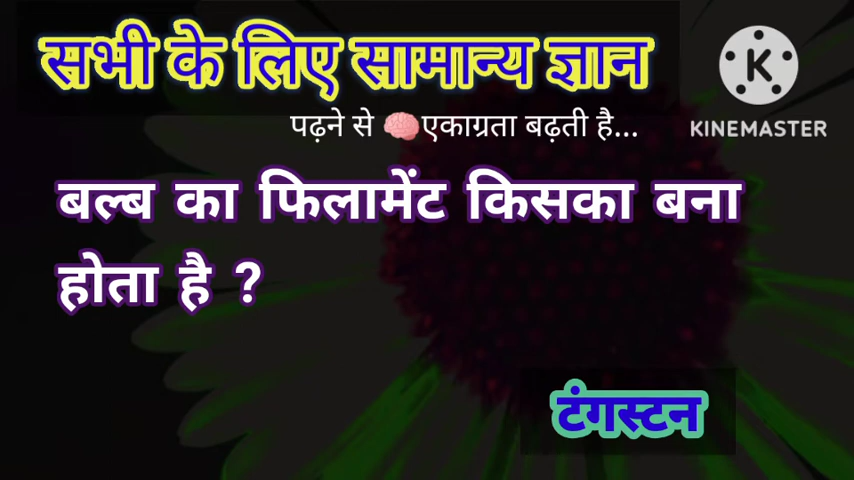 सभी के लिए सामान्य ज्ञान
पढ़ने से 🧠एकाग्रता बढ़ती है...
K
KINEMASTER
बल्ब का फिलामेंट किसका बना
होता है ?
टंगस्टन